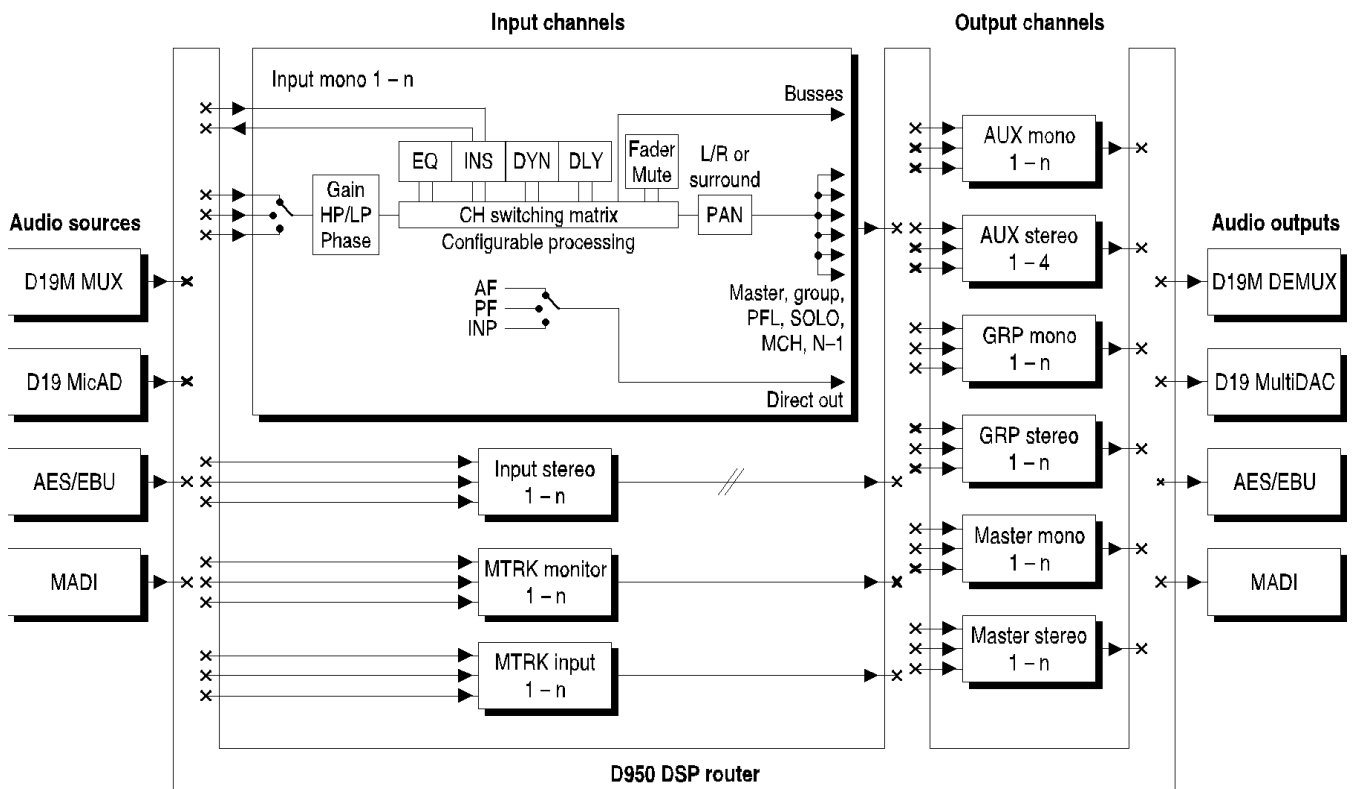 Input channels
Output channels
Input mono 1 – n
Busses
EQ
INS
DYN
DLY
Fader
Mute
L/R or
surround
Gain
HP/LP
Phase
CH switching matrix
Configurable processing
PAN
AF
PF
INP
Master, group,
PFL, SOLO,
MCH, N–1
Direct out
Audio sources
D19M MUX
D19 MicAD
AES/EBU
MADI
Input stereo
1 – n
MTRK monitor
1 – n
MTRK input
1 – n
AUX mono
1 – n
AUX stereo
1 – 4
GRP mono
1 – n
GRP stereo
1 – n
Master mono
1 – n
Master stereo
1 – n
Audio outputs
D19M DEMUX
D19 MultiDAC
AES/EBU
MADI
D950 DSP router